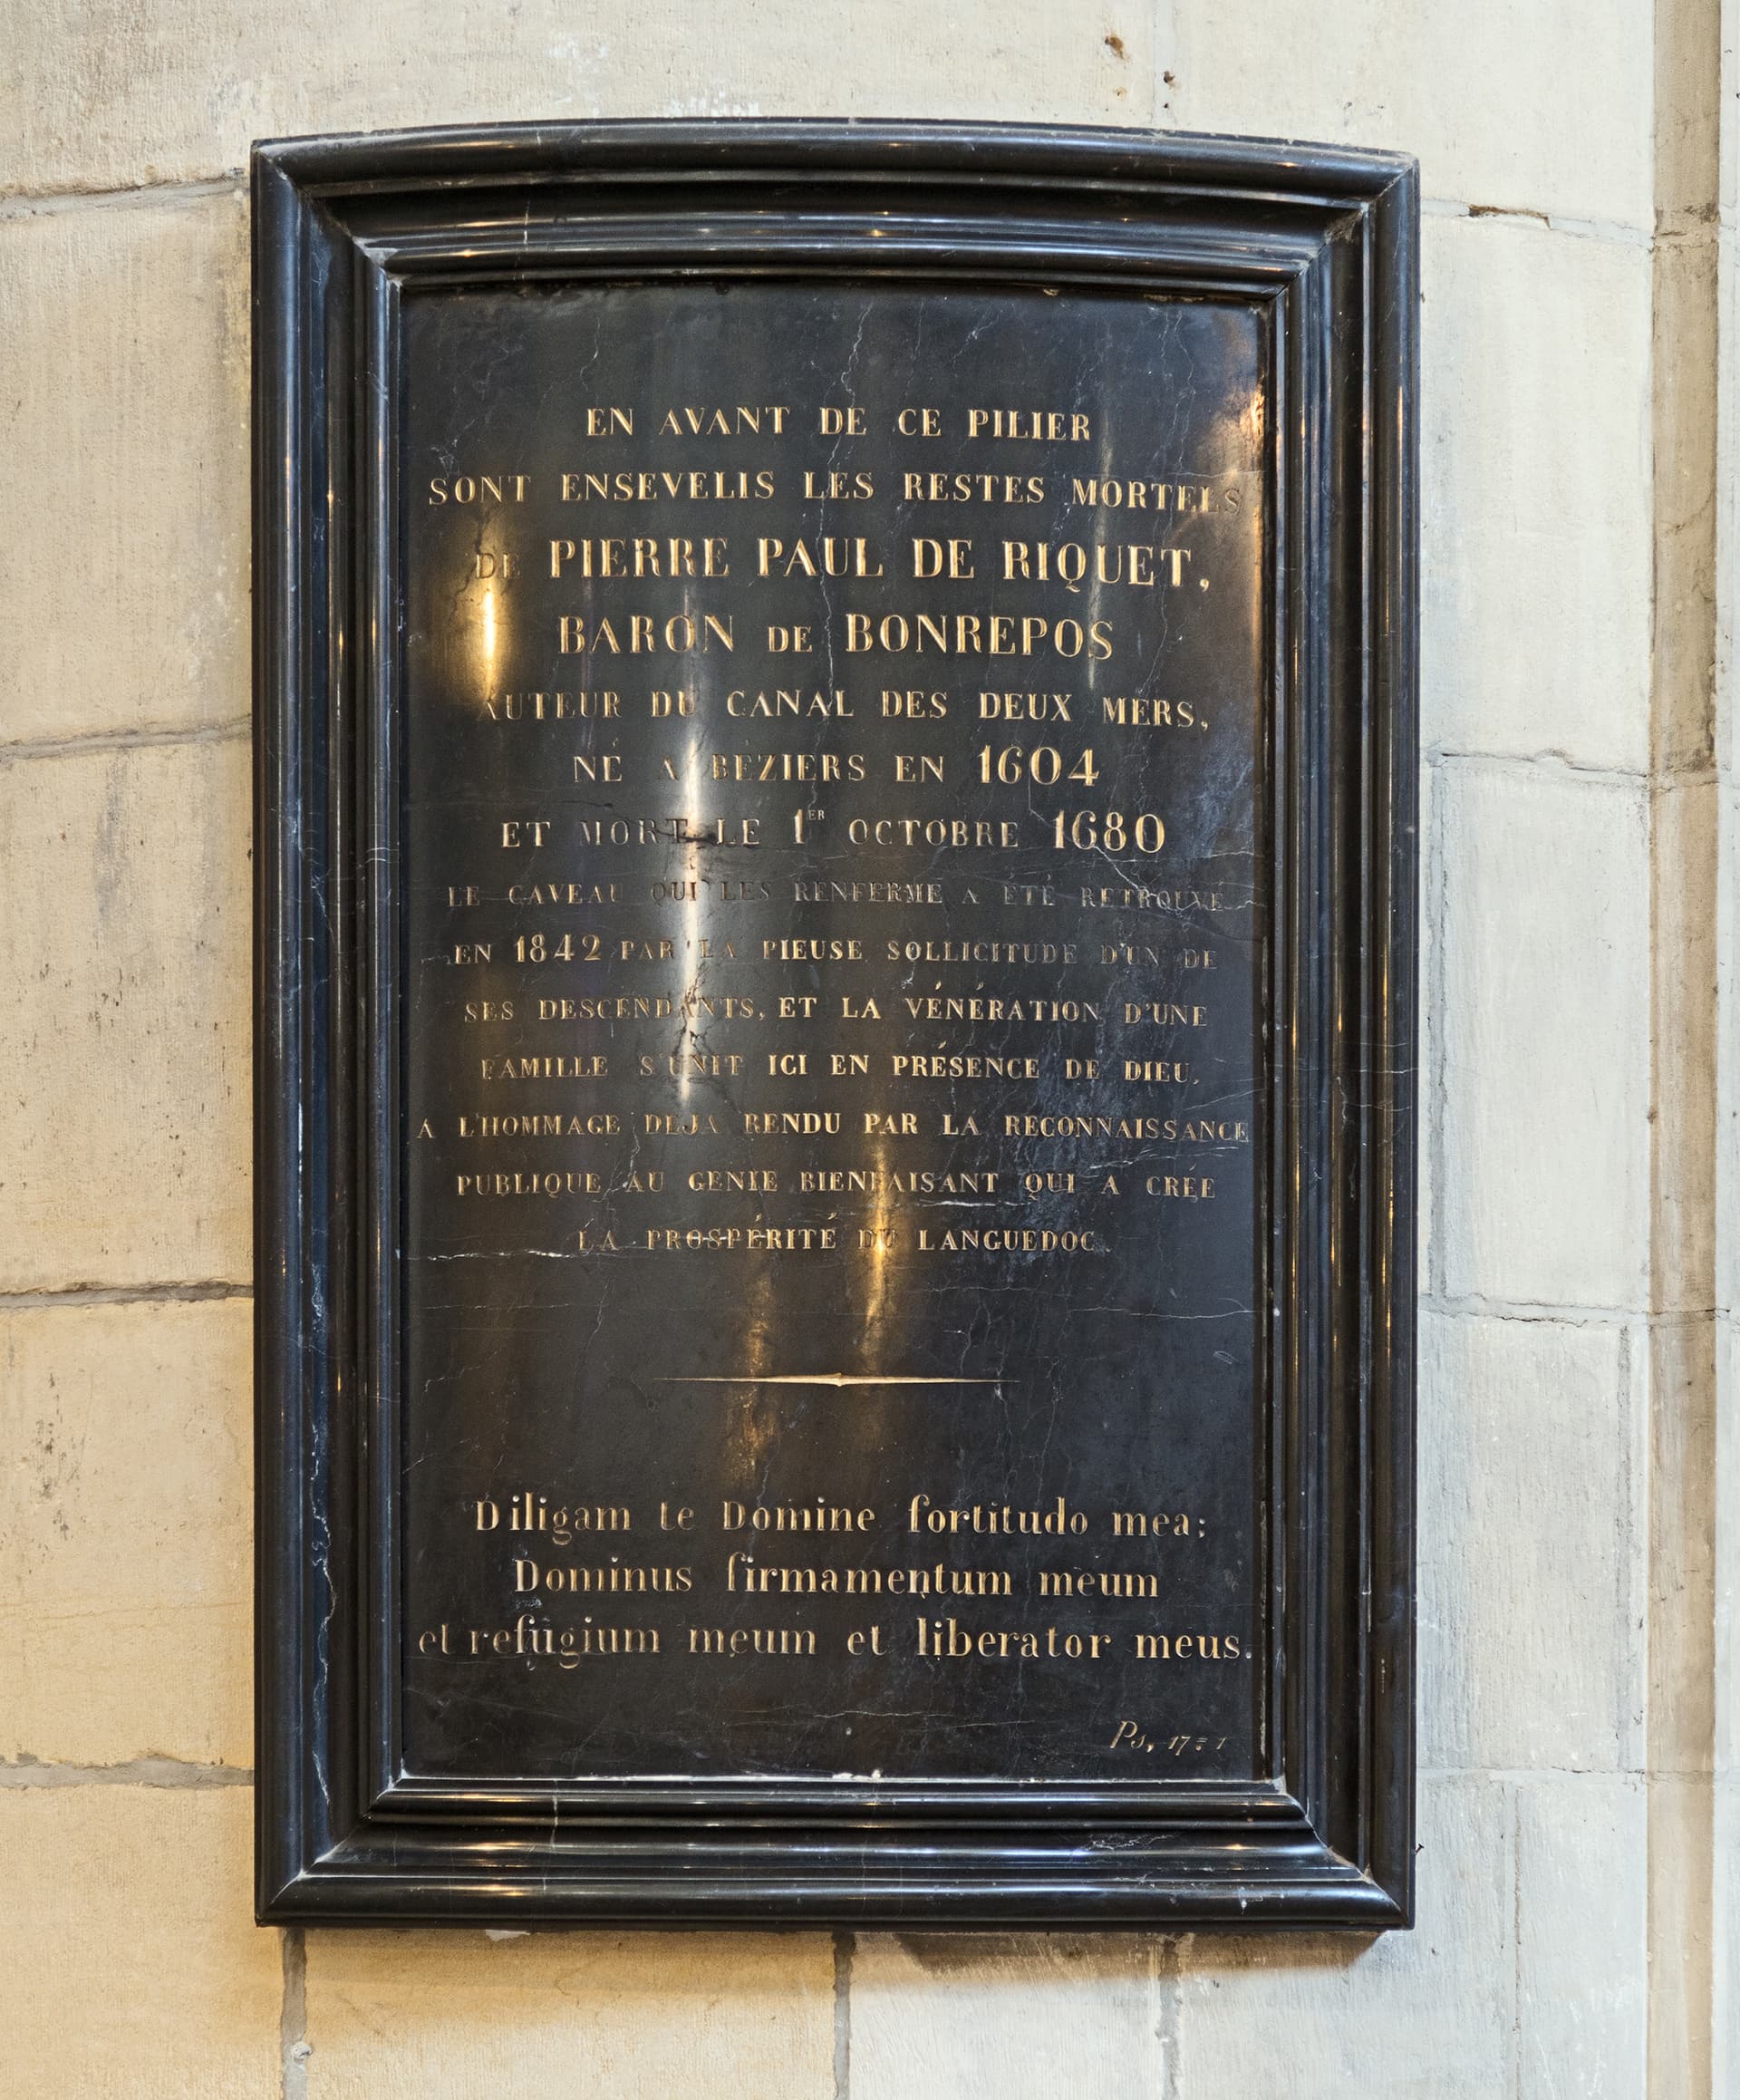 EN AVANT DE CE PILIER
SONT ENSEVELIS LES RESTES MORTELS
DE PIERRE PAUL DE RIQUET,
BARON DE BONREPOS
AUTEUR DU CANAL DES DEUX MERS,
NÉ A BÉZIERS EN 1604
ET MORT LE 1ER OCTOBRE 1680
LE CAVEAU QUI LES RENFERME A ÉTÉ RETROUVÉ
EN 1842 PAR LA PIEUSE SOLLICITUDE D'UN DE
SES DESCENDANTS, ET LA VÉNÉRATION D'UNE
FAMILLE S'UNIT ICI EN PRÉSENCE DE DIEU,
A L'HOMMAGE DEJA RENDU PAR LA RECONNAISSANCE
PUBLIQUE AU GENIE BIENFAISANT QUI A CRÉE
LA PROSPÉRITÉ DU LANGUEDOC.
Diligam te Domine fortitudo mea;
Dominus firmamentum meum
et refugium meum et liberator meus.
Ps, 17 = 1